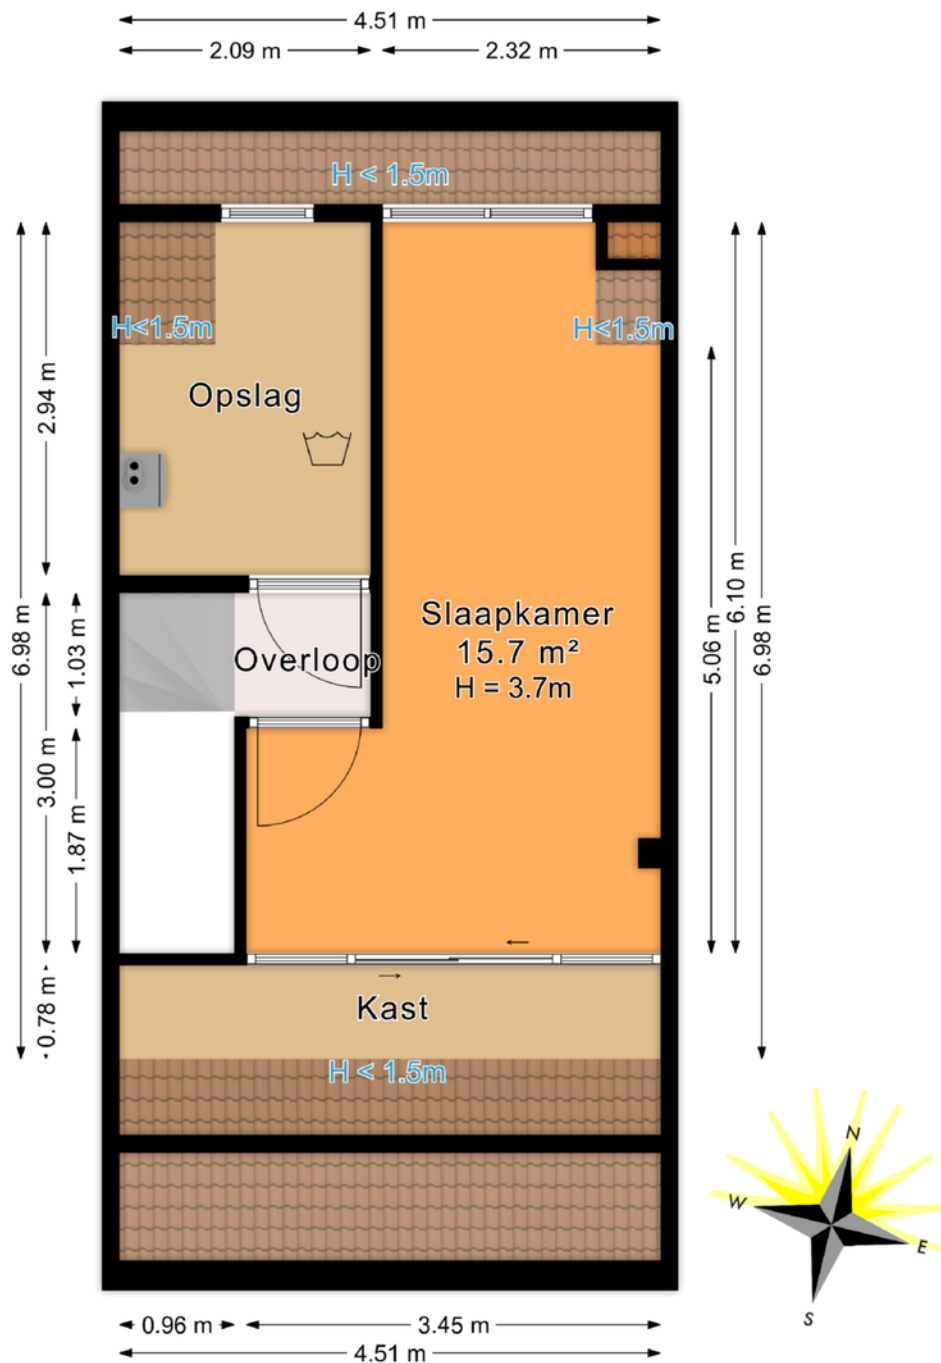 4.51 m
2.09 m
2.32 m
H < 1.5m
H<1.5m
H<1.5m
Opslag
2.94 m
6.98 m
3.00 m
1.03 m
1.87 m
0.78 m
Overloop
Slaapkamer
15.7 m²
H = 3.7m
5.06 m
6.10 m
6.98 m
Kast
H < 1.5m
N
W
E
S
0.96 m
3.45 m
4.51 m